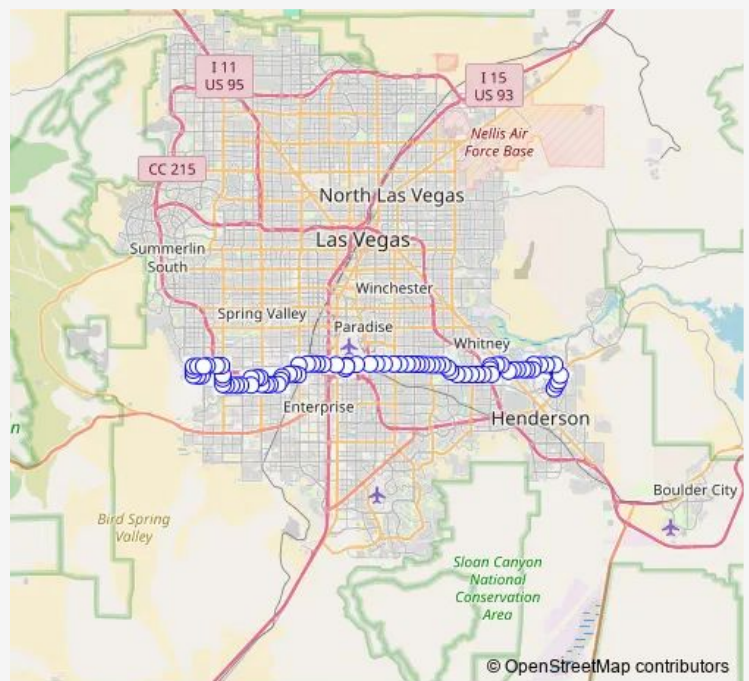 I 11
US 95
I 15
US 93
Nellis Air
Force Base
CC 215
North Las Vegas
Las Vegas
Summerlin
South
Winchester
Spring Valley
Paradise
Whitney
Enterprise
Henderson
Boulder City
Bird Spring
Valley
Sloan Canyon
National
Conservation
Area
© OpenStreetMap contributors